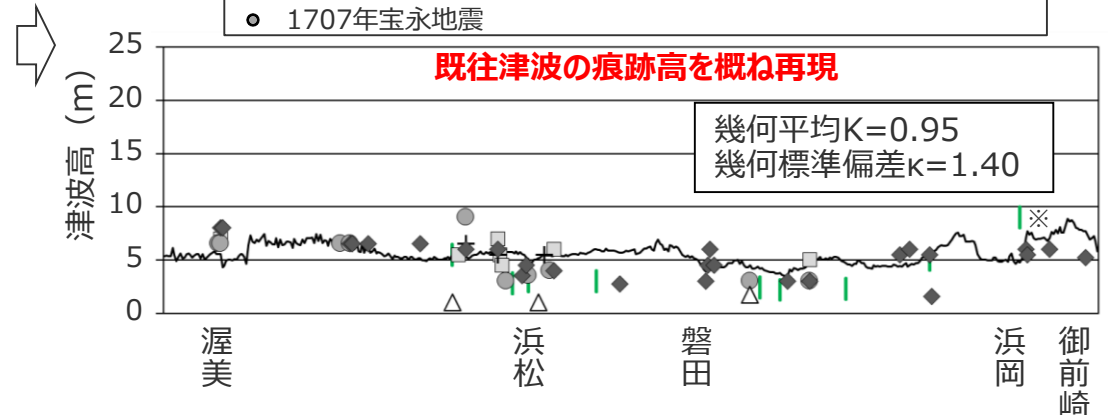 1707年宝永地震
既往津波の痕跡高を概ね再現
幾何平均K=0.95
幾何標準偏差κ=1.40
津波高 (m)
25
20
15
10
5
0
※
渥美
浜松
磐田
浜岡
御前崎